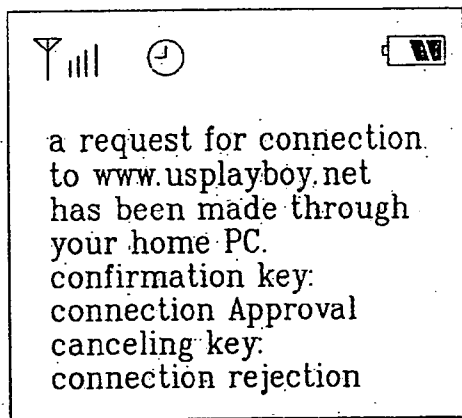 a request for connection
to www.usplayboy.net
has been made through
your home PC.
confirmation key:
connection Approval
canceling key:
connection rejection